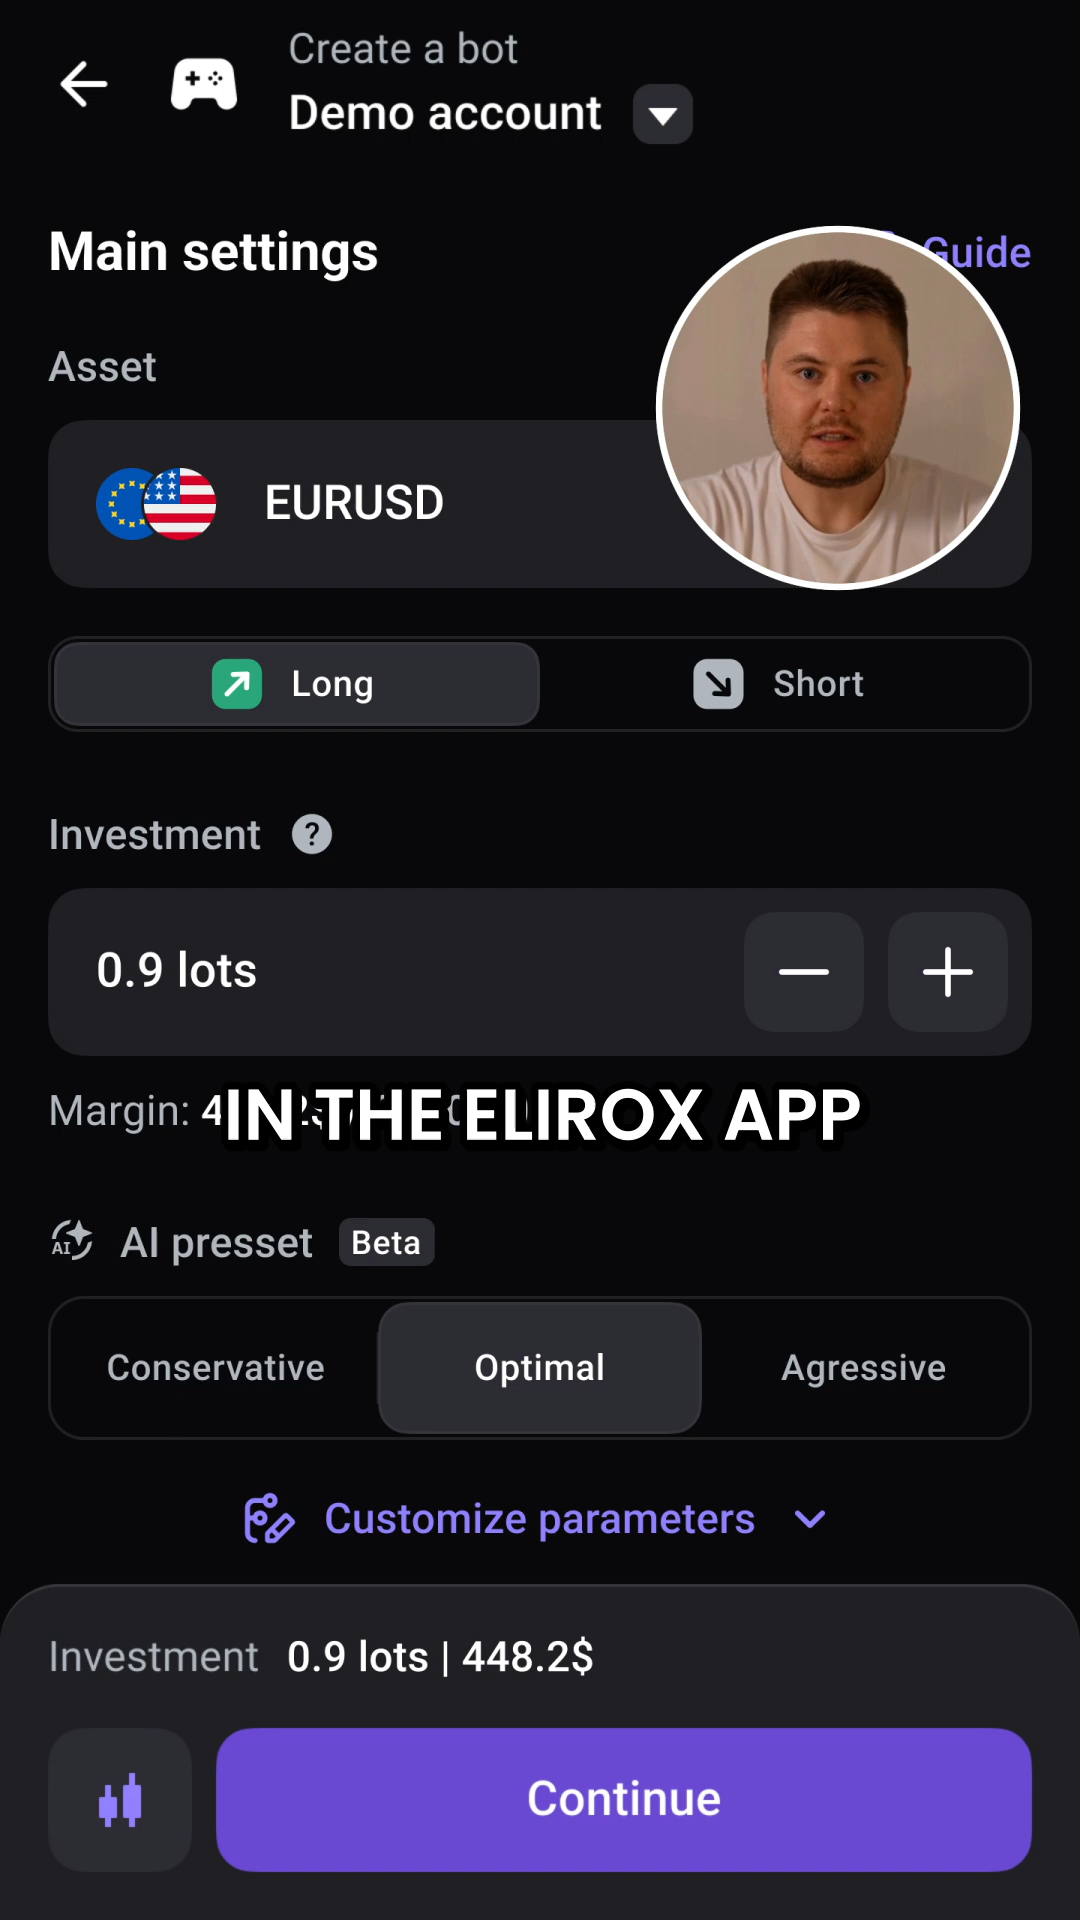 Create a bot
Demo account
Main settings
Guide
Asset
EURUSD
Long
Short
Investment ?
0.9 lots
Margin:
IN THE ELIROX APP
AI AI presset Beta
Conservative
Optimal
Agressive
Customize parameters
Investment 0.9 lots | 448.2$
Continue